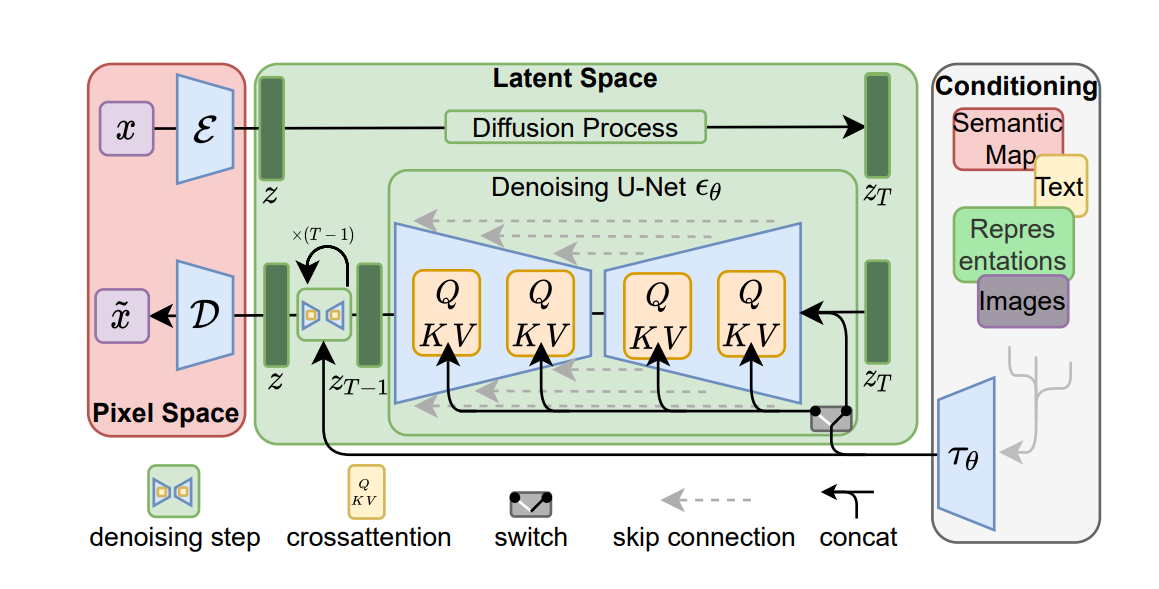 Latent Space
Conditioning
x
ℰ
Diffusion Process
Semantic
Map
z
Denoising U-Net ϵ_θ
z_T
Text
Repres
entations
×(T − 1)
Images
Q
KV
Q
KV
Q
KV
Q
KV
x̃
𝒟
z
z_{T−1}
z_T
Pixel Space
τ_θ
Q
KV
denoising step
crossattention
switch
skip connection
concat